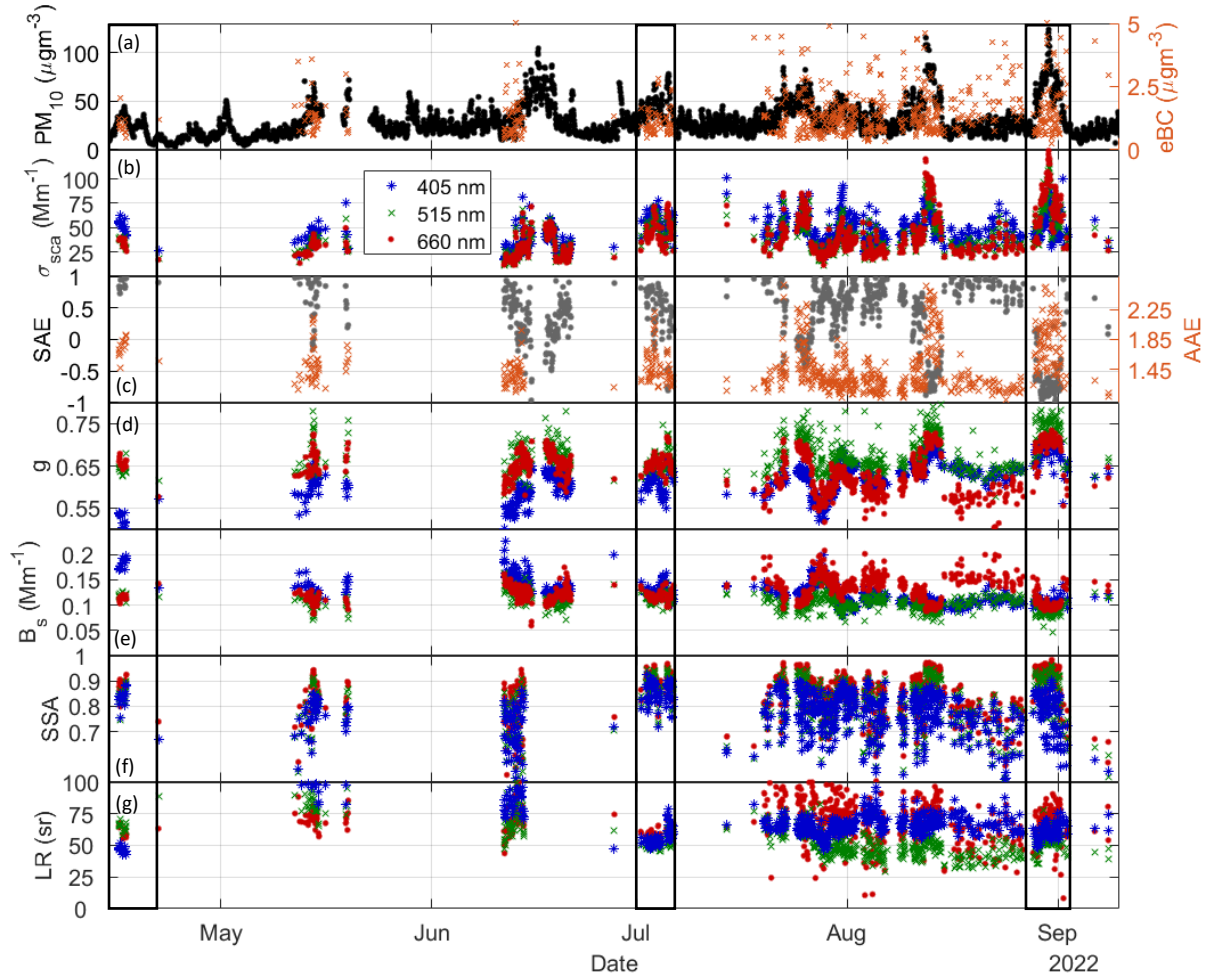 (a)
PM10 (μgm-3)
100
50
0
5
2.5
0
eBC (μgm-3)
(b)
σsca (Mm-1)
100
75
50
25
405 nm
515 nm
660 nm
(c)
SAE
1
0.5
0
-0.5
-1
2.25
1.85
1.45
AAE
(d)
g
0.75
0.65
0.55
(e)
Bs (Mm-1)
0.2
0.15
0.1
0.05
(f)
SSA
1
0.9
0.8
0.7
(g)
LR (sr)
100
75
50
25
0
May Jun Jul Aug Sep
Date 2022